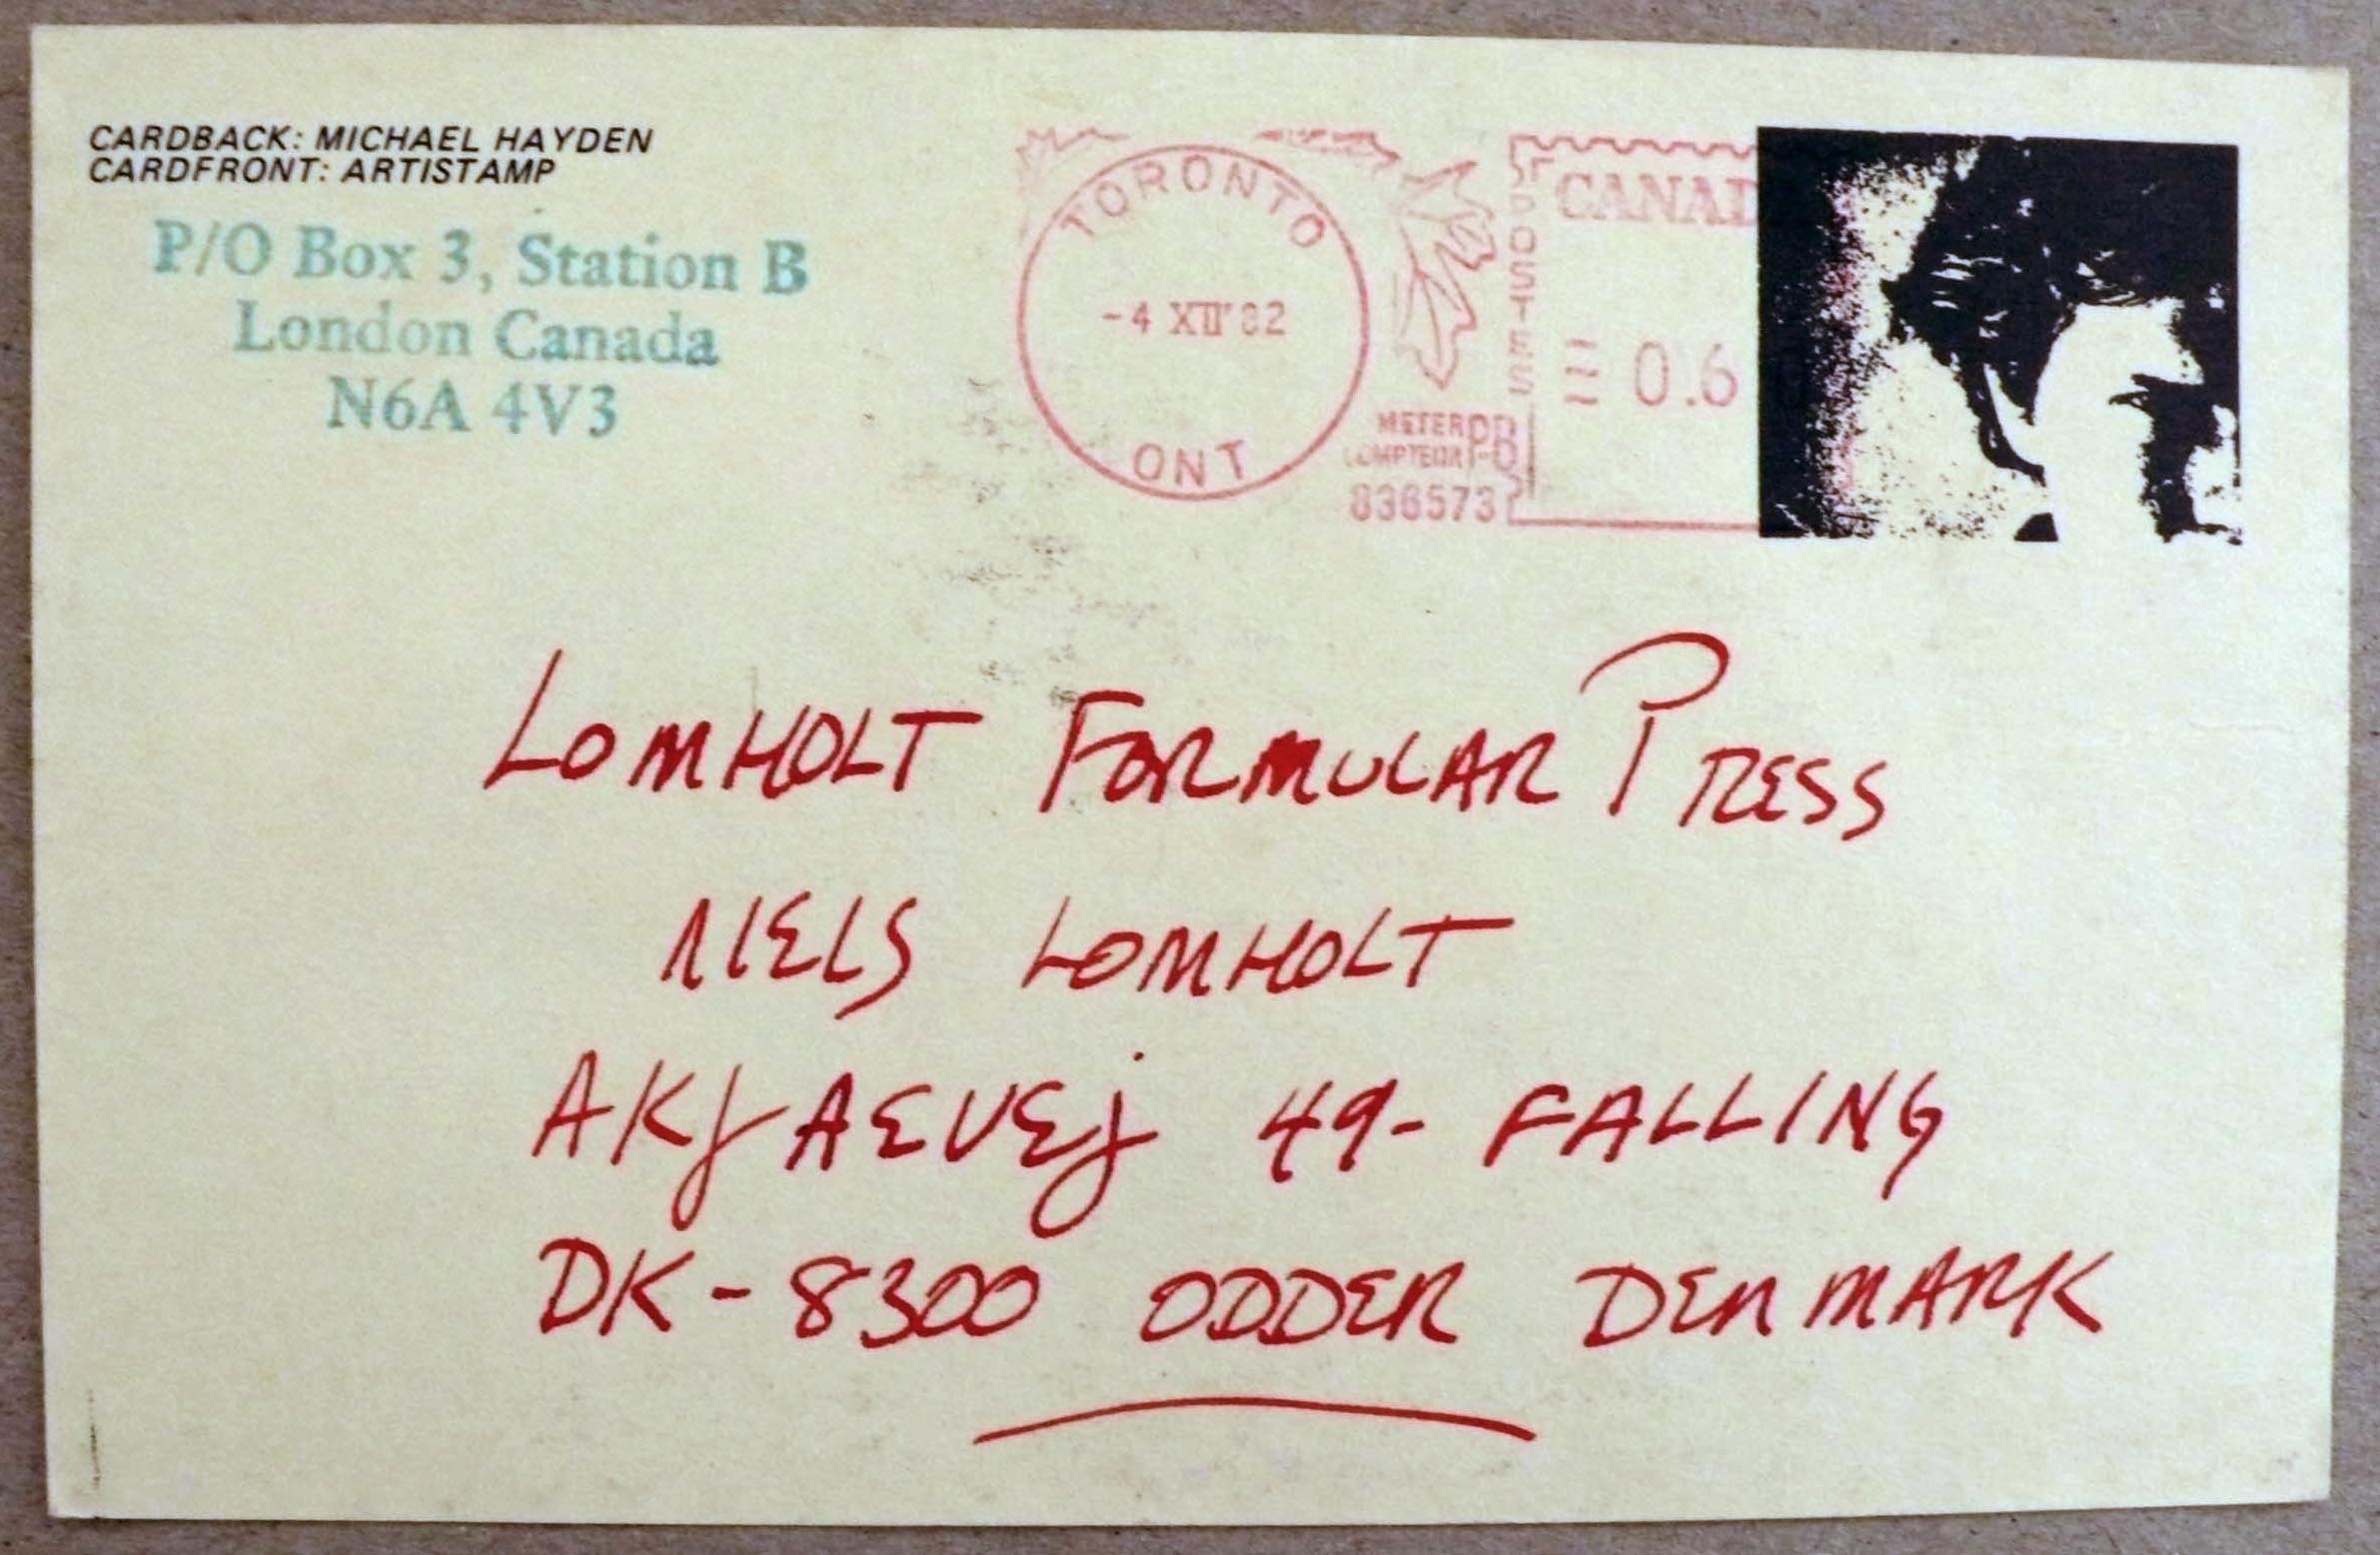 CARDBACK: MICHAEL HAYDEN
CARDFRONT: ARTISTAMP
P/O Box 3, Station B
London Canada
N6A 4V3
TORONTO
-4 XII '82
ONT
METER PB
COMPTEUR
836573
POSTES
CANAD
0.6
LOMHOLT FORMULAR PRESS
NIELS LOMHOLT
AKJAEVEJ 49- FALLING
DK-8300 ODDER DENMARK